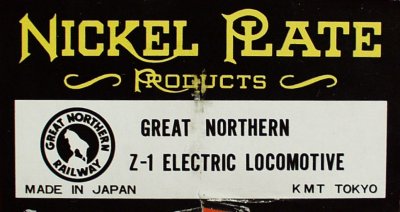 NICKEL PLATE
PRODUCTS
GREAT NORTHERN
RAILWAY
GREAT NORTHERN
Z-1 ELECTRIC LOCOMOTIVE
MADE IN JAPAN
KMT TOKYO